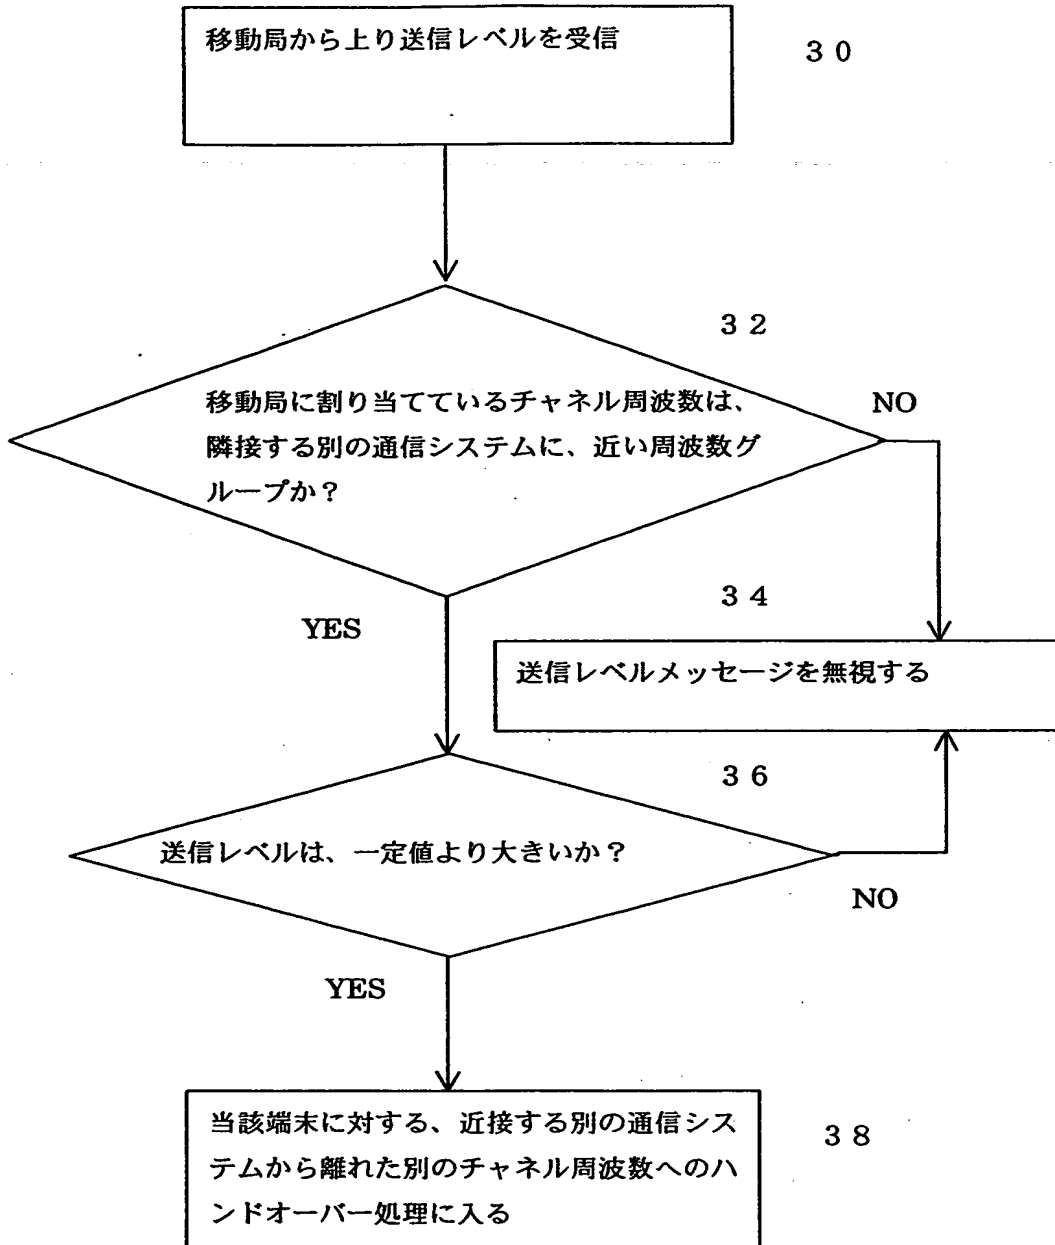 移動局から上り送信レベルを受信
３０
３２
移動局に割り当てているチャネル周波数は、
隣接する別の通信システムに、近い周波数グ
ループか？
NO
YES
３４
送信レベルメッセージを無視する
３６
送信レベルは、一定値より大きいか？
NO
YES
当該端末に対する、近接する別の通信シス
テムから離れた別のチャネル周波数へのハ
ンドオーバー処理に入る
３８